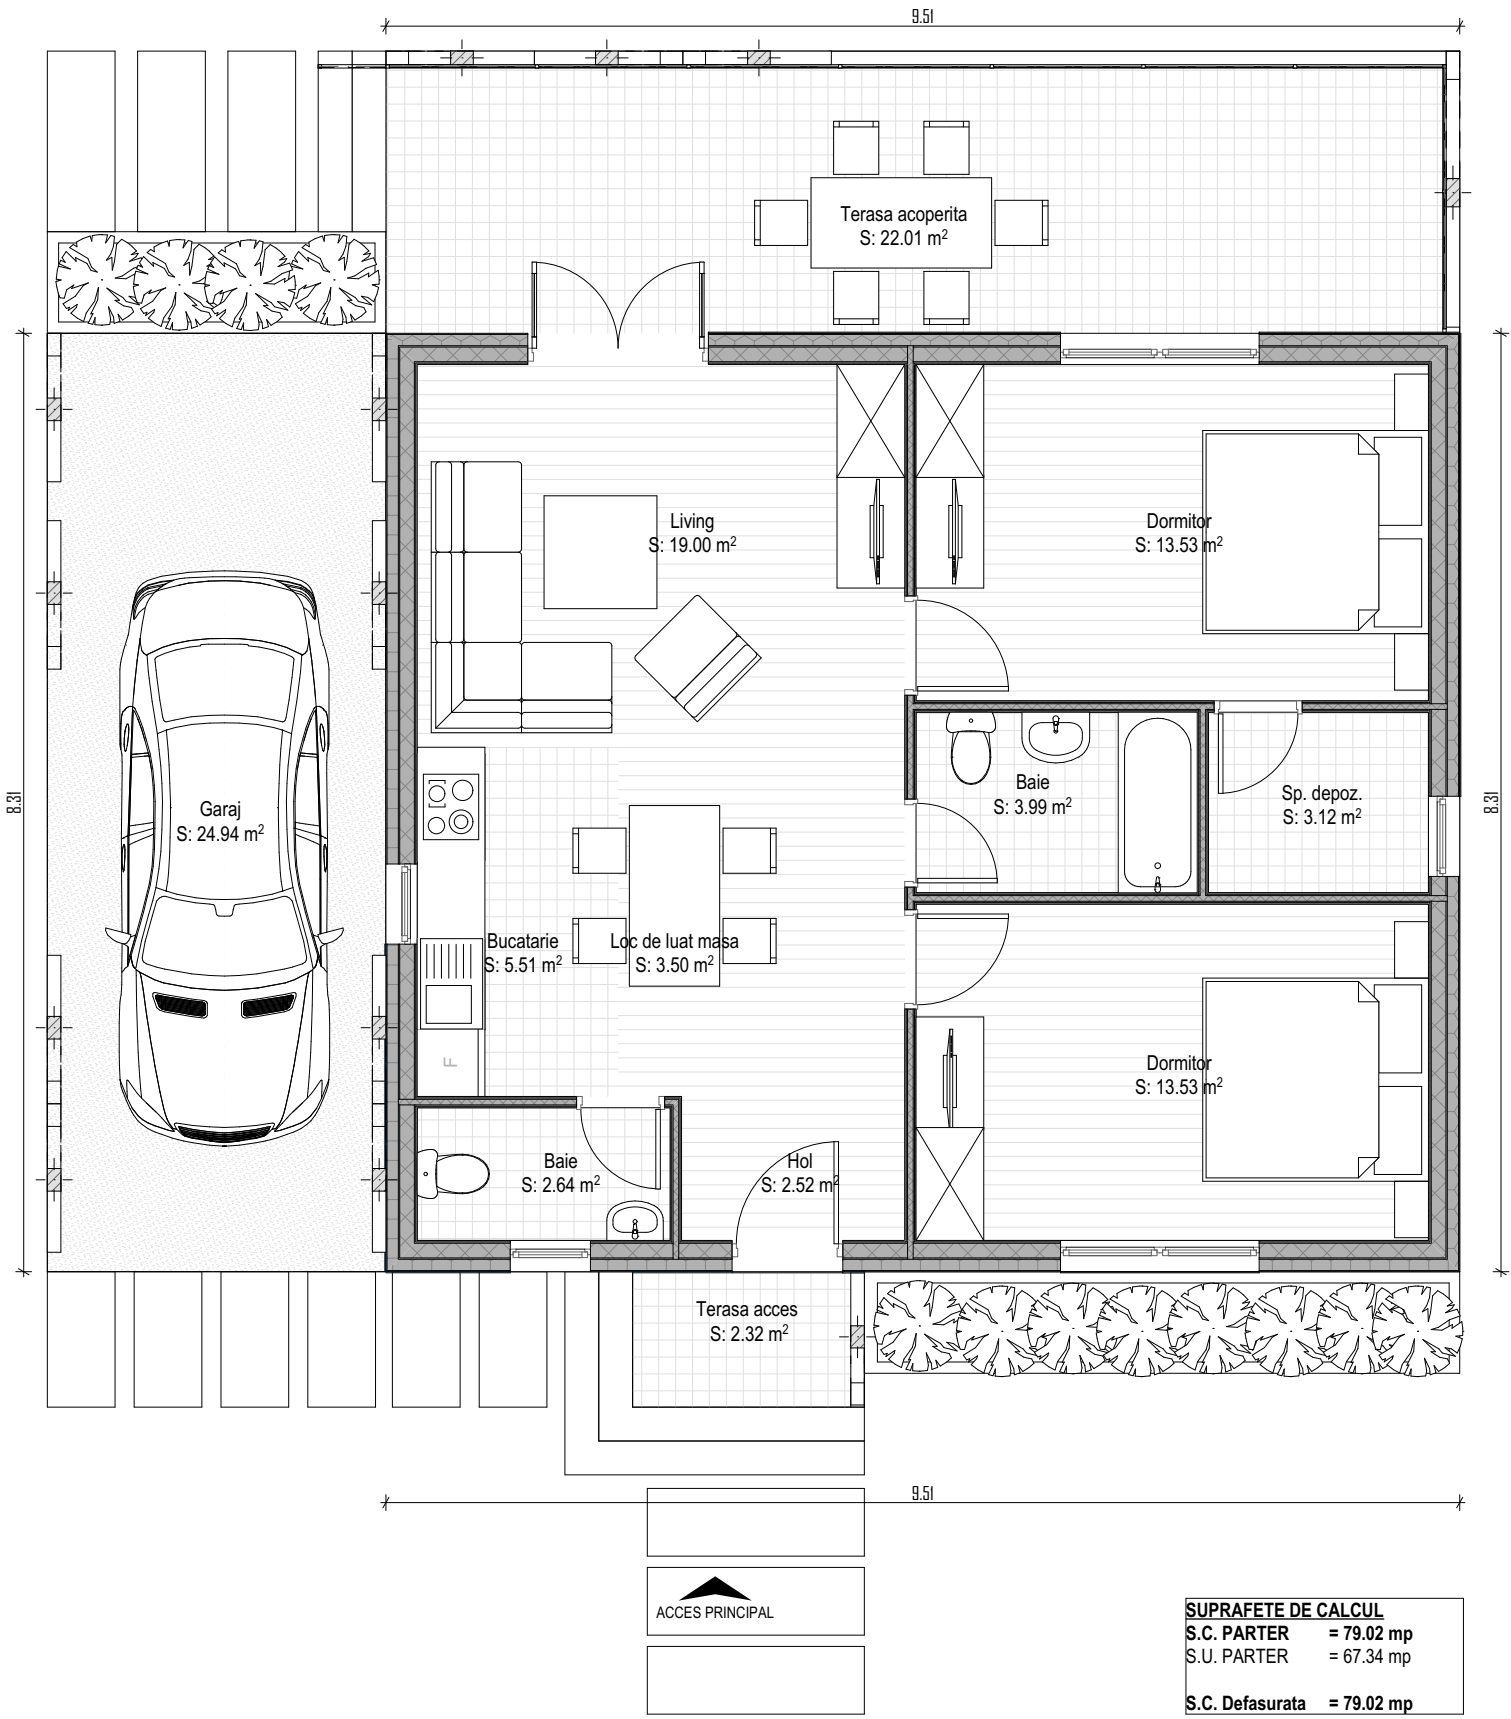 9.51
Terasa acoperita
S: 22.01 m²
Living
S: 19.00 m²
Dormitor
S: 13.53 m²
8.31
Garaj
S: 24.94 m²
Baie
S: 3.99 m²
Sp. depoz.
S: 3.12 m²
8.31
Bucatarie
S: 5.51 m²
Loc de luat masa
S: 3.50 m²
F
Dormitor
S: 13.53 m²
Baie
S: 2.64 m²
Hol
S: 2.52 m²
Terasa acces
S: 2.32 m²
9.51
ACCES PRINCIPAL
SUPRAFETE DE CALCUL
S.C. PARTER = 79.02 mp
S.U. PARTER = 67.34 mp
S.C. Defasurata = 79.02 mp